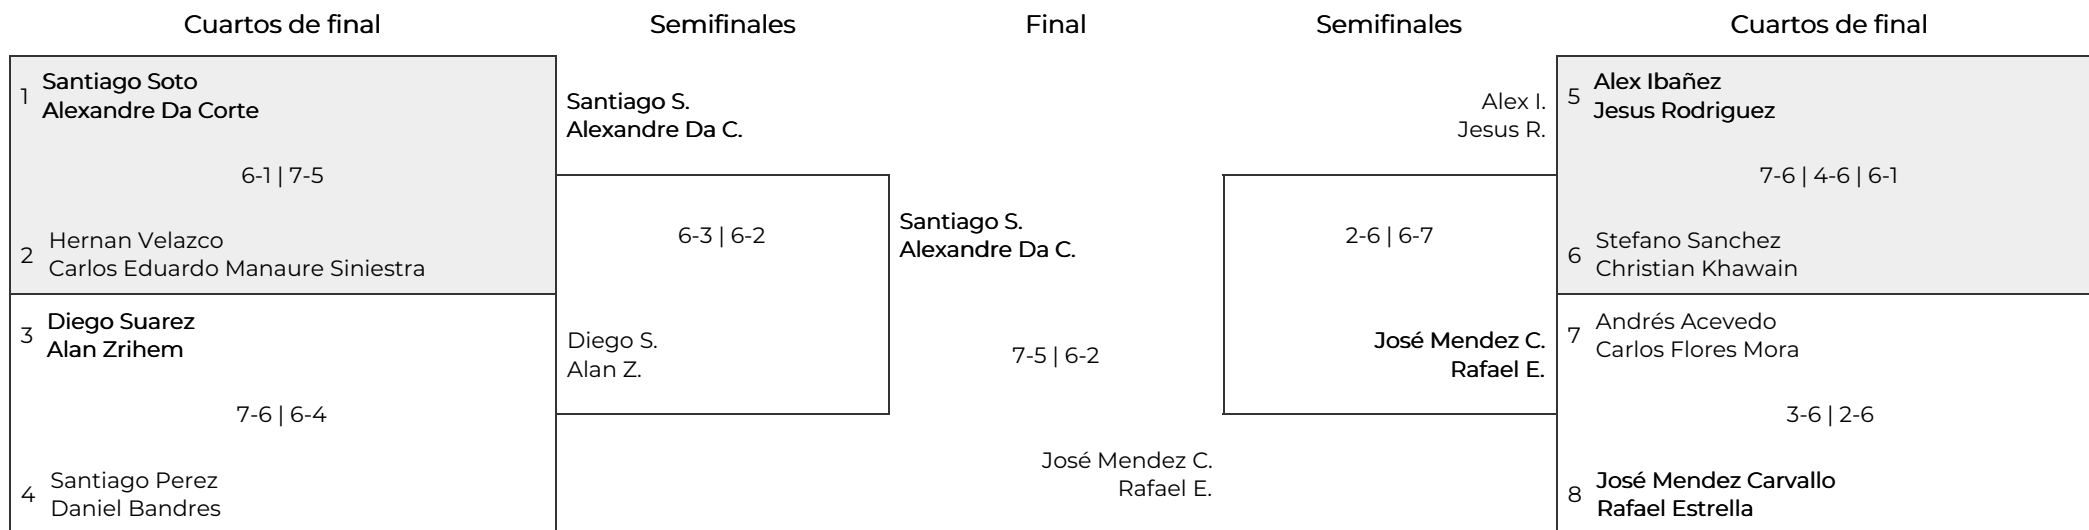 Cuartos de final
Semifinales
Final
Semifinales
Cuartos de final
1
Santiago Soto
Alexandre Da Corte
6-1 | 7-5
2
Hernan Velazco
Carlos Eduardo Manaure Siniestra
3
Diego Suarez
Alan Zrihem
7-6 | 6-4
4
Santiago Perez
Daniel Bandres
Santiago S.
Alexandre Da C.
6-3 | 6-2
Diego S.
Alan Z.
Santiago S.
Alexandre Da C.
7-5 | 6-2
José Mendez C.
Rafael E.
Alex I.
Jesus R.
2-6 | 6-7
José Mendez C.
Rafael E.
5
Alex Ibañez
Jesus Rodriguez
7-6 | 4-6 | 6-1
6
Stefano Sanchez
Christian Khawain
7
Andrés Acevedo
Carlos Flores Mora
3-6 | 2-6
8
José Mendez Carvallo
Rafael Estrella